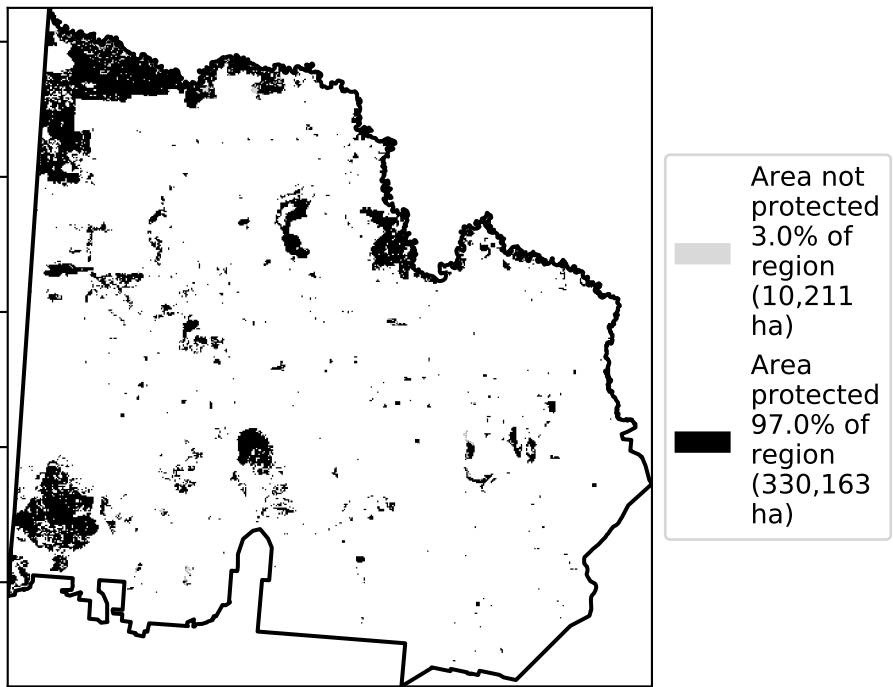 Area not
protected
3.0% of
region
(10,211
ha)
Area
protected
97.0% of
region
(330,163
ha)